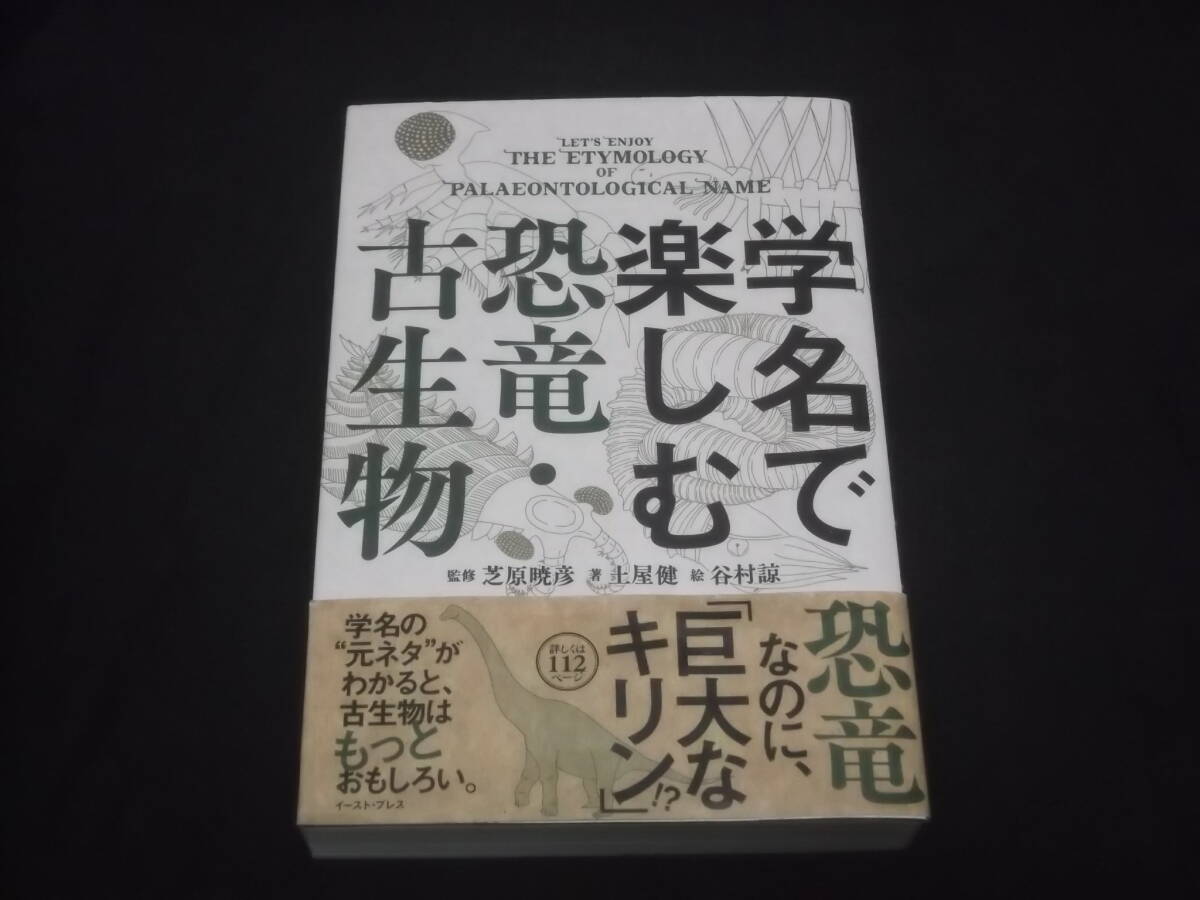 LET'S ENJOY
THE ETYMOLOGY
OF
PALAEONTOLOGICAL NAME
学名で
楽しむ
恐竜・
古生物
監修 芝原暁彦 著 土屋健 絵 谷村諒
恐竜
なのに、
「巨大な
キリン」!?
詳しくは
112
ページ
学名の
“元ネタ”が
わかると、
古生物は
もっと
おもしろい。
イースト・プレス